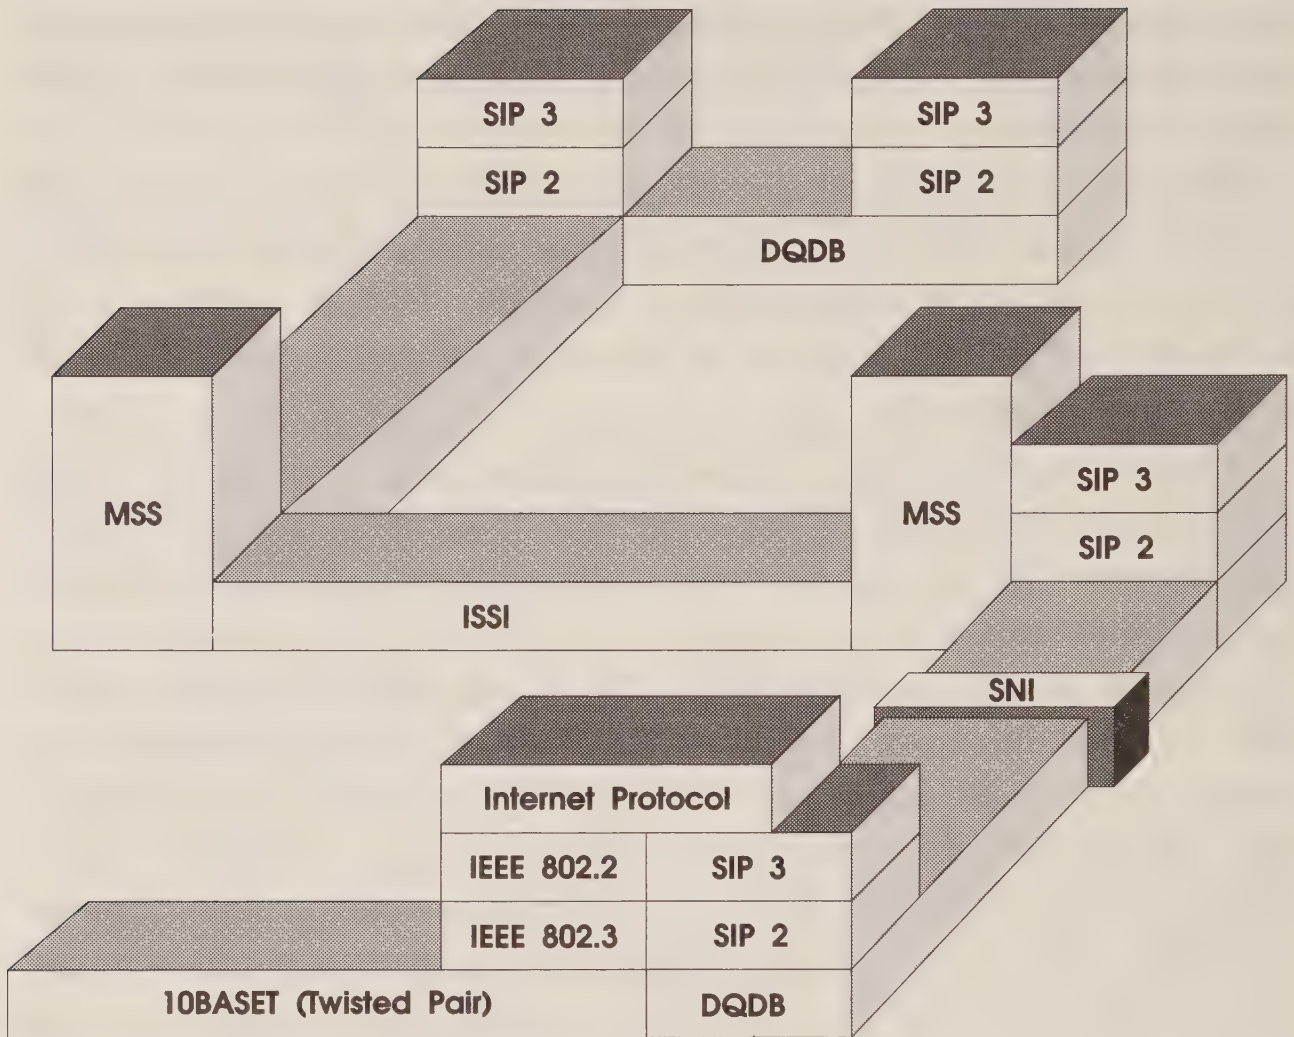 SIP 3
SIP 3
SIP 2
SIP 2
DQDB
MSS
MSS
SIP 3
SIP 2
ISSI
SNI
Internet Protocol
IEEE 802.2
SIP 3
IEEE 802.3
SIP 2
10BASET (Twisted Pair)
DQDB